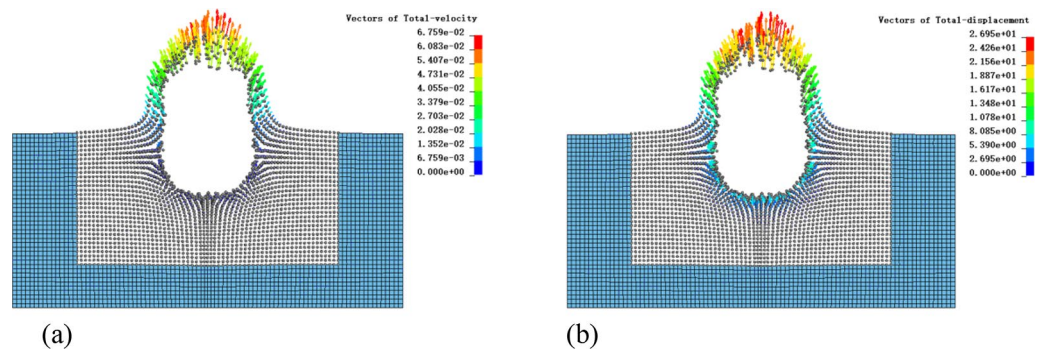 Vectors of Total-velocity
6.759e-02
6.083e-02
5.407e-02
4.731e-02
4.055e-02
3.379e-02
2.703e-02
2.028e-02
1.352e-02
6.759e-03
0.000e+00
(a)
Vectors of Total-displacement
2.695e+01
2.426e+01
2.156e+01
1.887e+01
1.617e+01
1.348e+01
1.078e+01
8.085e+00
5.390e+00
2.695e+00
0.000e+00
(b)